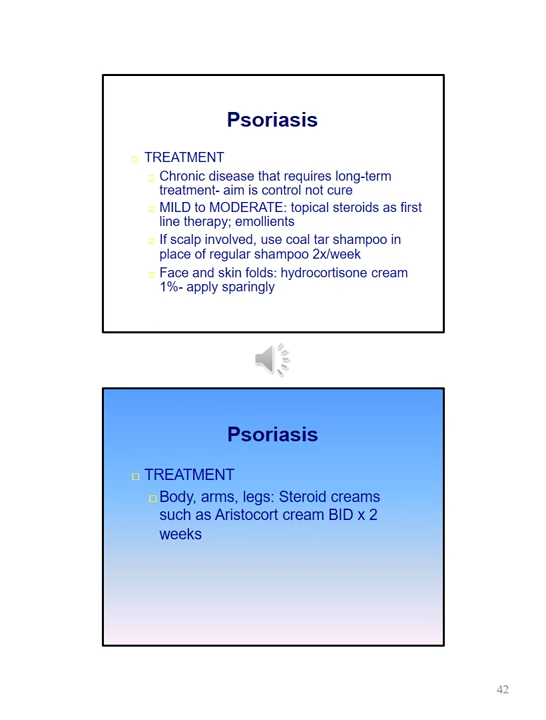 Psoriasis
TREATMENT
Chronic disease that requires long-term
treatment- aim is control not cure
MILD to MODERATE: topical steroids as first
line therapy; emollients
If scalp involved, use coal tar shampoo in
place of regular shampoo 2x/week
Face and skin folds: hydrocortisone cream
1%- apply sparingly
Psoriasis
TREATMENT
Body, arms, legs: Steroid creams
such as Aristocort cream BID x 2
weeks
42